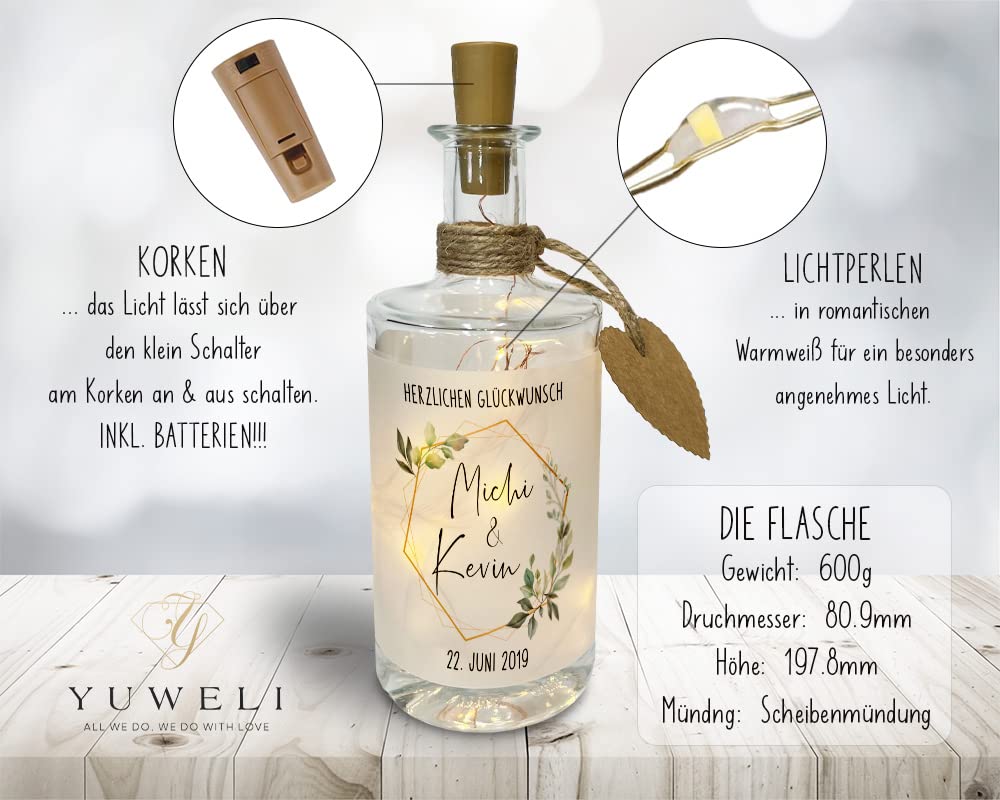 KORKEN
... das Licht lässt sich über
den klein Schalter
am Korken an & aus schalten.
INKL. BATTERIEN!!!
LICHTPERLEN
... in romantischen
Warmweiß für ein besonders
angenehmes Licht.
HERZLICHEN GLÜCKWUNSCH
Michi
&
Kevin
22. JUNI 2019
DIE FLASCHE
Gewicht: 600g
Druchmesser: 80.9mm
Höhe: 197.8mm
Mündng: Scheibenmündung
Y
YUWELI
ALL WE DO, WE DO WITH LOVE